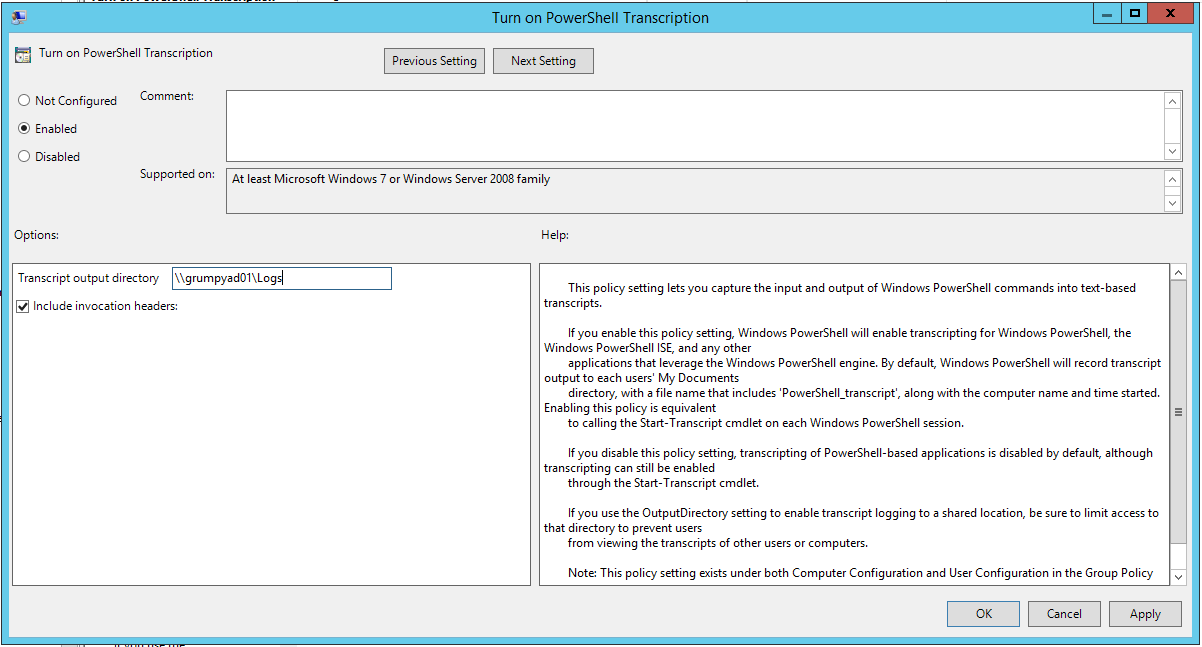 Turn on PowerShell Transcription
Turn on PowerShell Transcription
Previous Setting
Next Setting
Not Configured
Enabled
Disabled
Comment:
Supported on:
At least Microsoft Windows 7 or Windows Server 2008 family
Options:
Help:
Transcript output directory
\\grumpyad01\Logs
Include invocation headers:
This policy setting lets you capture the input and output of Windows PowerShell commands into text-based
transcripts.
If you enable this policy setting, Windows PowerShell will enable transcripting for Windows PowerShell, the
Windows PowerShell ISE, and any other
applications that leverage the Windows PowerShell engine. By default, Windows PowerShell will record transcript
output to each users' My Documents
directory, with a file name that includes 'PowerShell_transcript', along with the computer name and time started.
Enabling this policy is equivalent
to calling the Start-Transcript cmdlet on each Windows PowerShell session.
If you disable this policy setting, transcripting of PowerShell-based applications is disabled by default, although
transcripting can still be enabled
through the Start-Transcript cmdlet.
If you use the OutputDirectory setting to enable transcript logging to a shared location, be sure to limit access to
that directory to prevent users
from viewing the transcripts of other users or computers.
Note: This policy setting exists under both Computer Configuration and User Configuration in the Group Policy
OK
Cancel
Apply